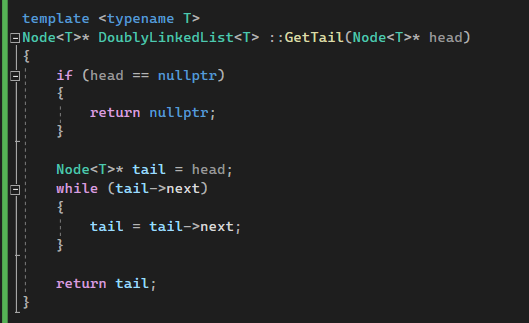 template <typename T>
Node<T>* DoublyLinkedList<T> ::GetTail(Node<T>* head)
{
    if (head == nullptr)
    {
        return nullptr;
    }

    Node<T>* tail = head;
    while (tail->next)
    {
        tail = tail->next;
    }

    return tail;
}